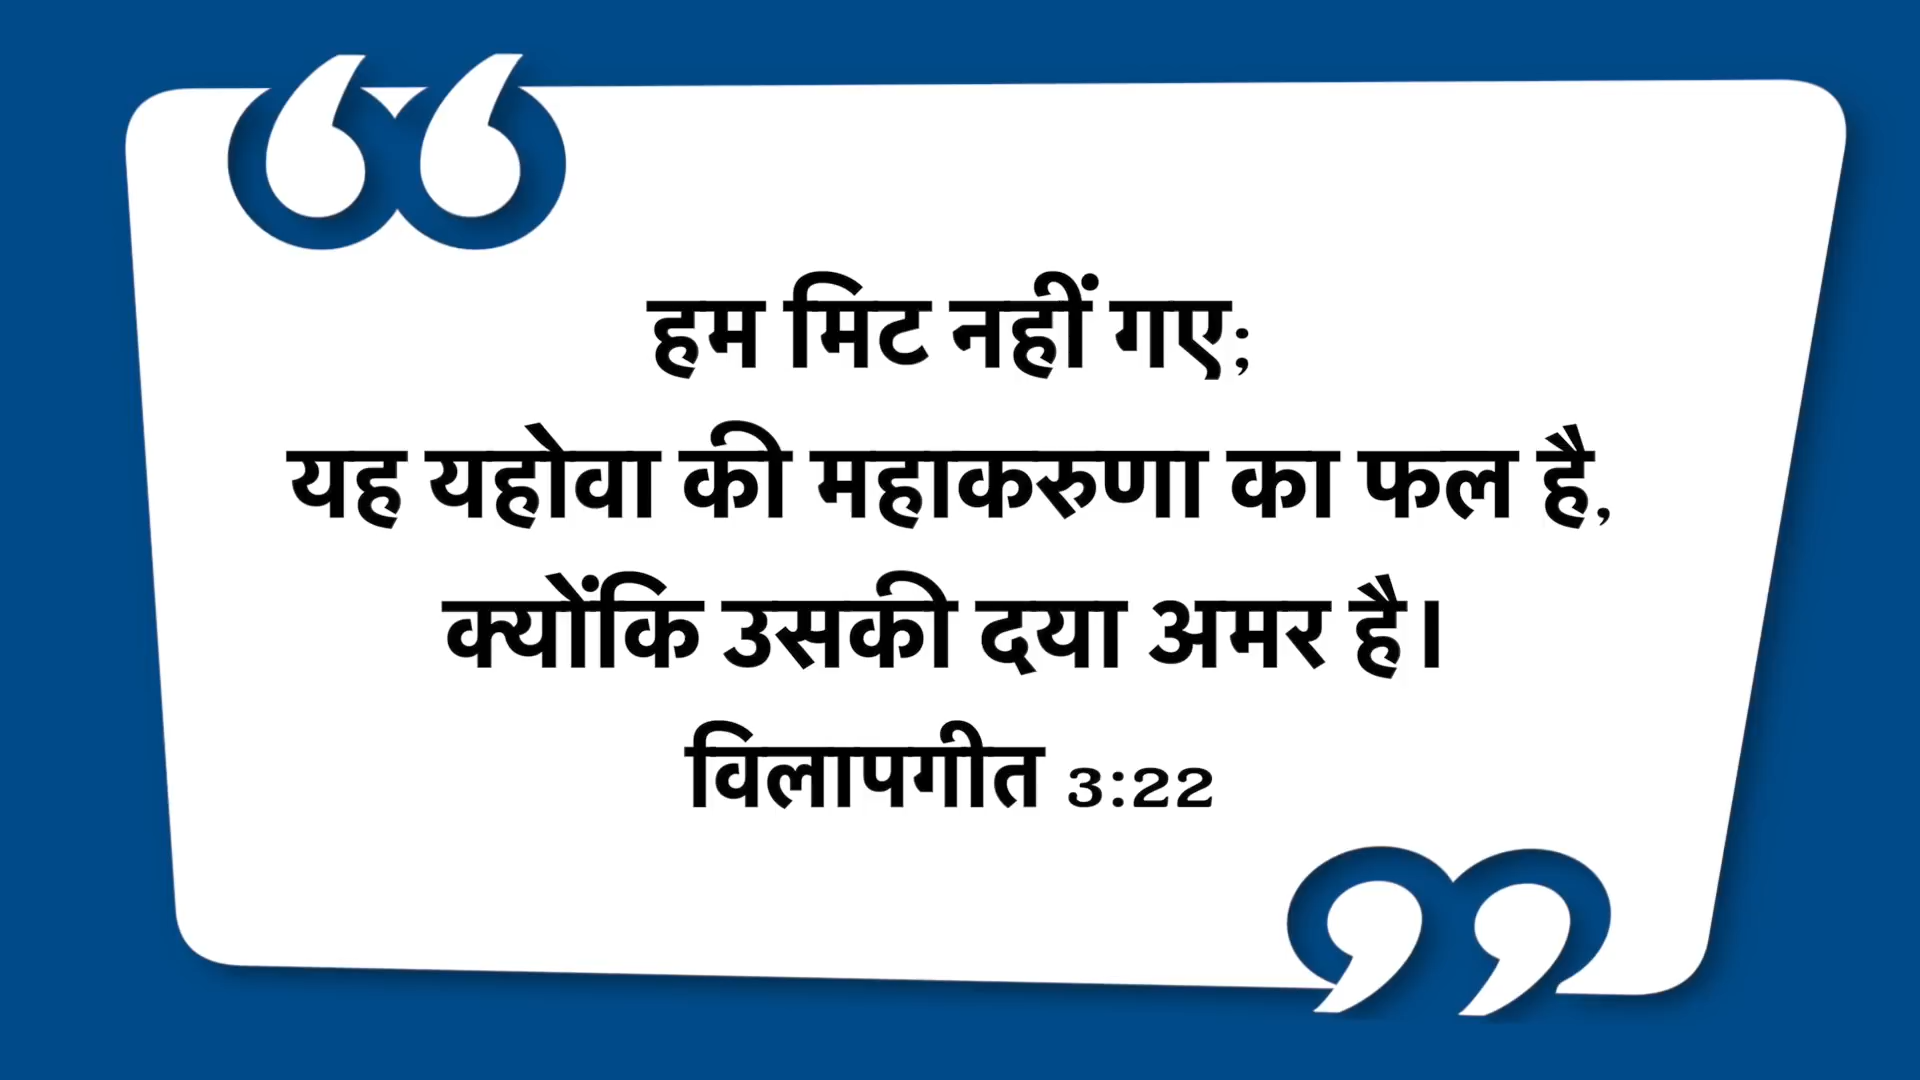 हम मिट नहीं गए;
यह यहोवा की महाकरुणा का फल है,
क्योंकि उसकी दया अमर है।
विलापगीत 3:22